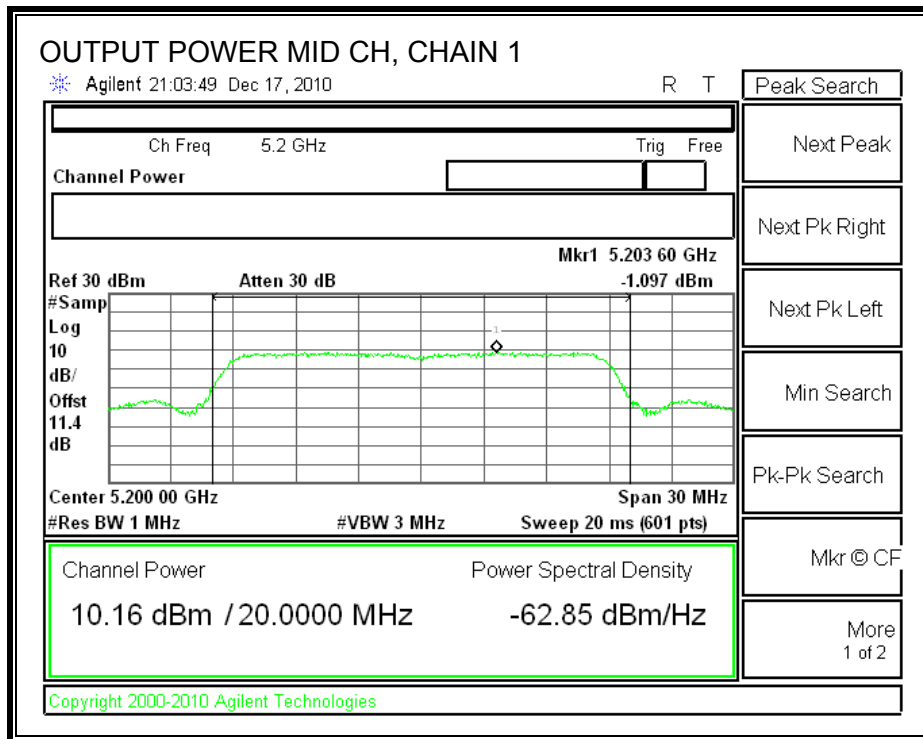 OUTPUT POWER MID CH, CHAIN 1
Agilent 21:03:49 Dec 17, 2010 R T
Peak Search
Ch Freq 5.2 GHz Trig Free
Next Peak
Channel Power
Next Pk Right
Mkr1 5.203 60 GHz
Ref 30 dBm Atten 30 dB -1.097 dBm
#Samp
Log
10
dB/
Offst
11.4
dB
1
Next Pk Left
Min Search
Pk-Pk Search
Center 5.200 00 GHz Span 30 MHz
#Res BW 1 MHz #VBW 3 MHz Sweep 20 ms (601 pts)
Mkr © CF
Channel Power Power Spectral Density
10.16 dBm / 20.0000 MHz -62.85 dBm/Hz
More
1 of 2
Copyright 2000-2010 Agilent Technologies